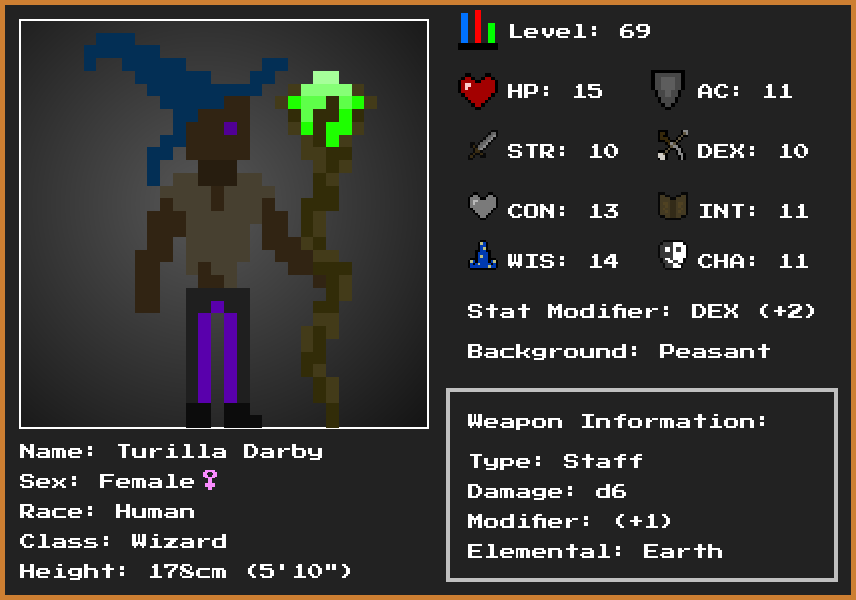 Level: 69
HP: 15
AC: 11
STR: 10
DEX: 10
CON: 13
INT: 11
WIS: 14
CHA: 11
Stat Modifier: DEX (+2)
Background: Peasant
Weapon Information:
Type: Staff
Damage: d6
Modifier: (+1)
Elemental: Earth
Name: Turilla Darby
Sex: Female♀
Race: Human
Class: Wizard
Height: 178cm (5'10")